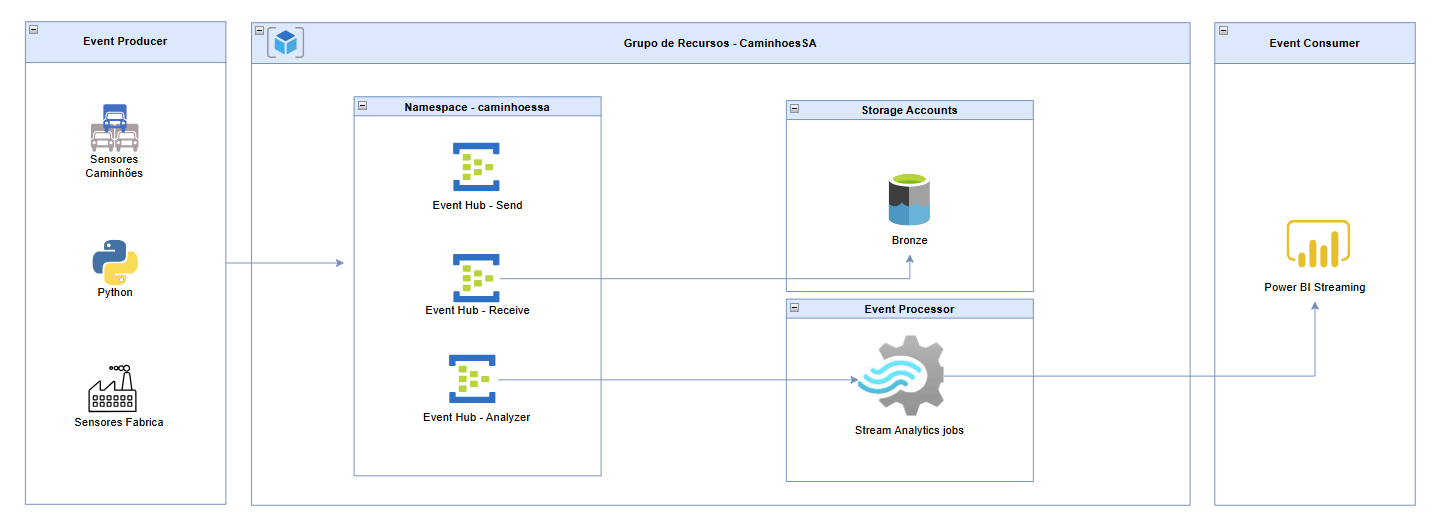 Event Producer
Sensores
Caminhões
Python
Sensores Fabrica
Grupo de Recursos - CaminhoesSA
Namespace - caminhoessa
Event Hub - Send
Event Hub - Receive
Event Hub - Analyzer
Storage Accounts
Bronze
Event Processor
Stream Analytics jobs
Event Consumer
Power BI Streaming